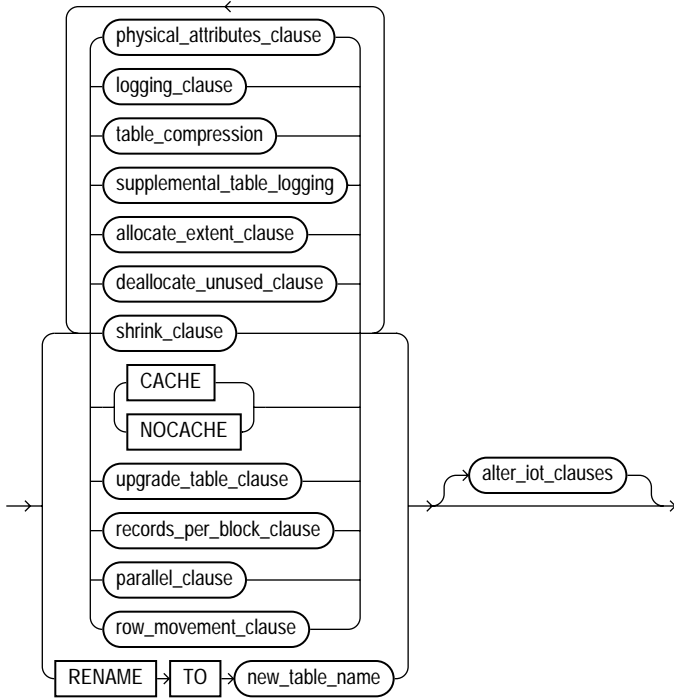 physical_attributes_clause
logging_clause
table_compression
supplemental_table_logging
allocate_extent_clause
deallocate_unused_clause
shrink_clause
CACHE
NOCACHE
upgrade_table_clause
records_per_block_clause
parallel_clause
row_movement_clause
RENAME TO new_table_name
alter_iot_clauses